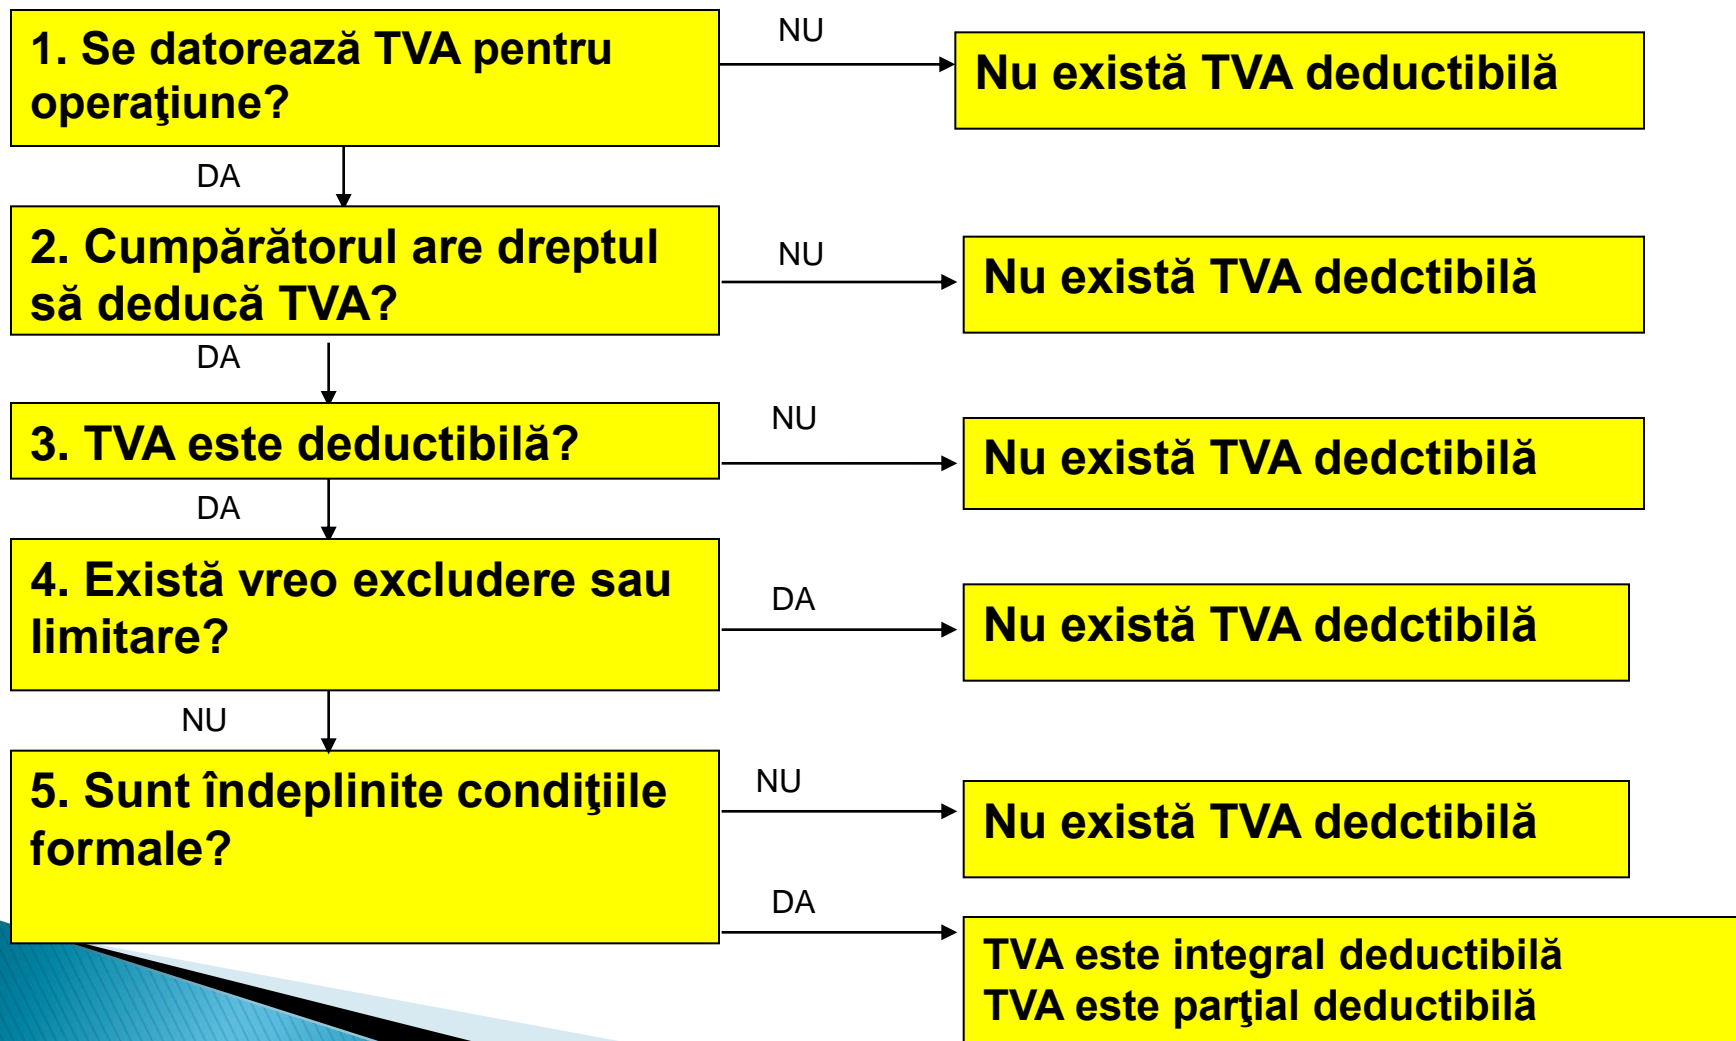 1. Se datorează TVA pentru
operaţiune?
NU
Nu există TVA deductibilă
DA
2. Cumpărătorul are dreptul
să deducă TVA?
NU
Nu există TVA dedctibilă
DA
3. TVA este deductibilă?
NU
Nu există TVA dedctibilă
DA
4. Există vreo excludere sau
limitare?
DA
Nu există TVA dedctibilă
NU
5. Sunt îndeplinite condiţiile
formale?
NU
Nu există TVA dedctibilă
DA
TVA este integral deductibilă
TVA este parţial deductibilă